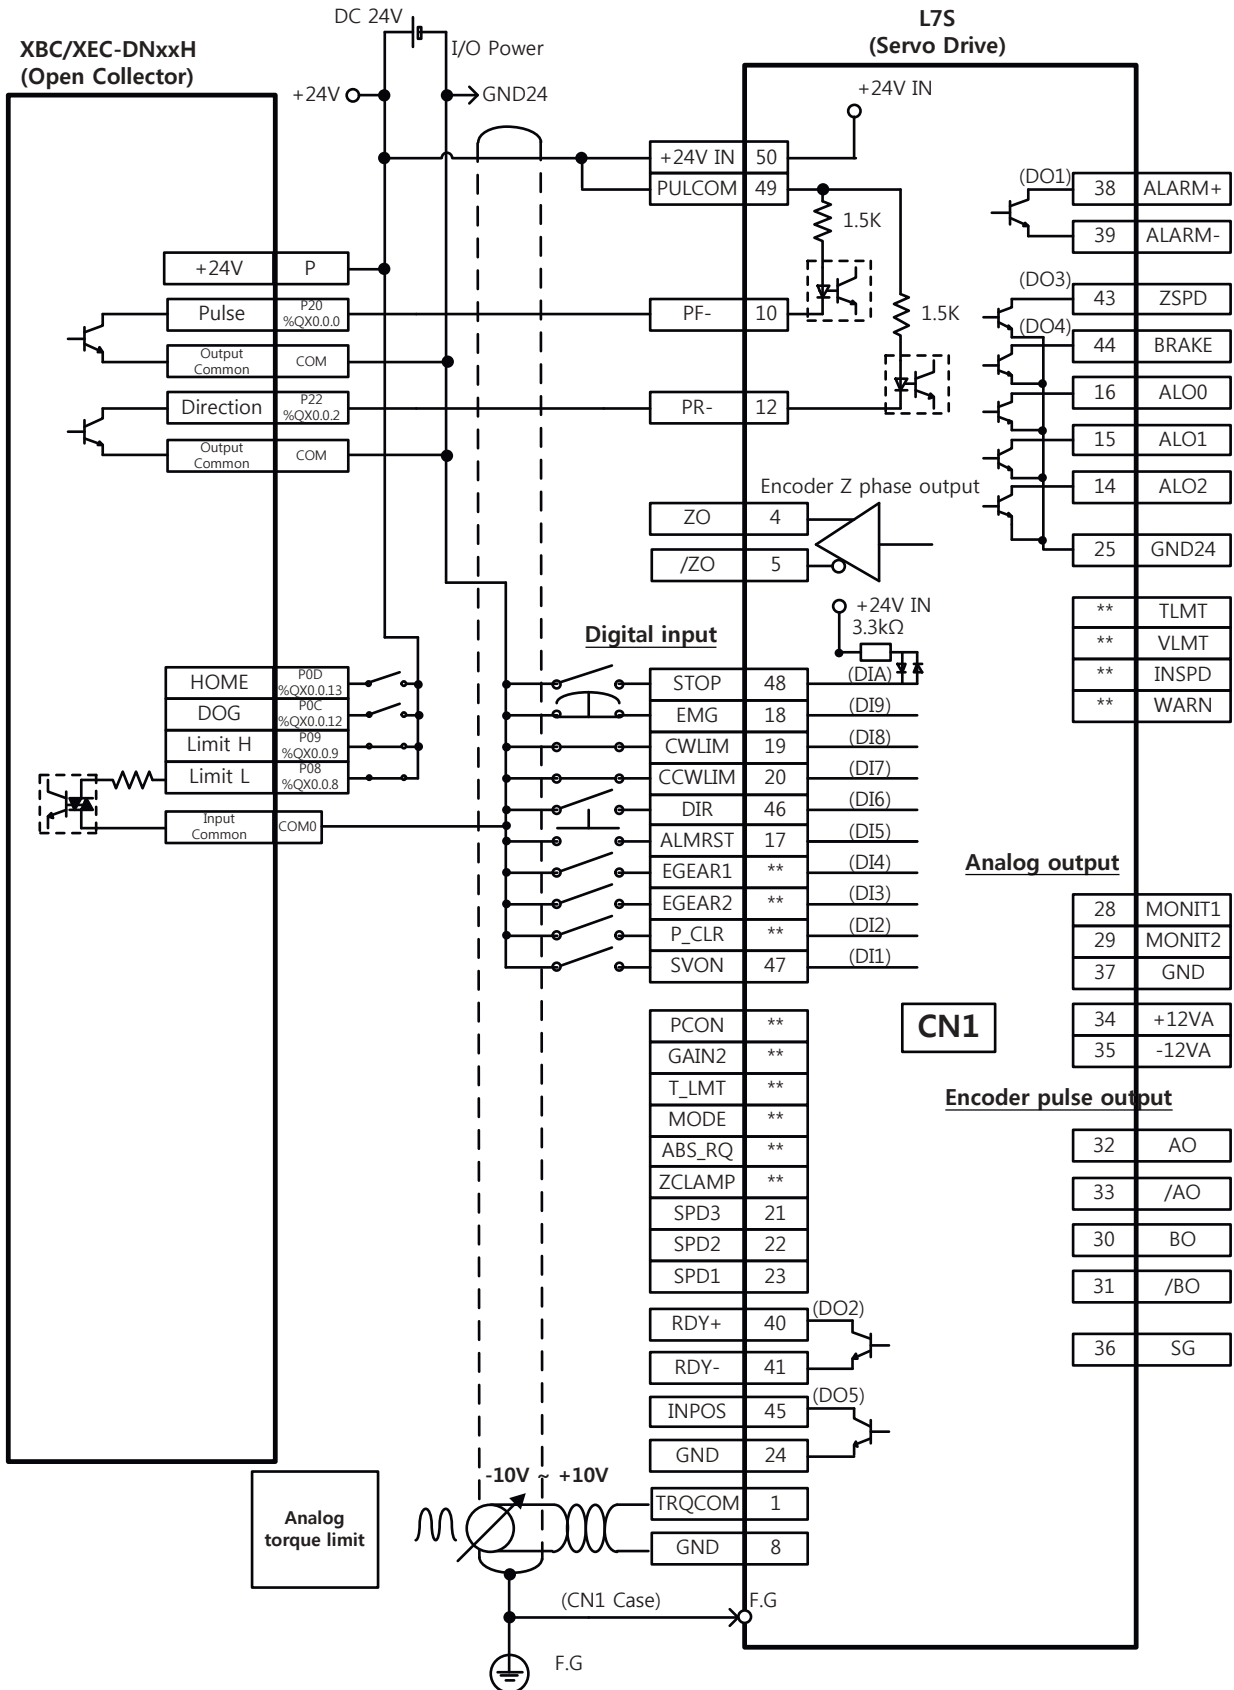 DC 24V
I/O Power
XBC/XEC-DNxxH
(Open Collector)
L7S
(Servo Drive)
+24V
GND24
+24V IN
+24V IN 50
PULCOM 49
1.5K
1.5K
+24V P
Pulse P20 %QX0.0.0
Output Common COM
Direction P22 %QX0.0.2
Output Common COM
PF- 10
PR- 12
(DO1)
38 ALARM+
39 ALARM-
(DO3)
43 ZSPD
(DO4)
44 BRAKE
16 ALO0
15 ALO1
14 ALO2
25 GND24
Encoder Z phase output
ZO 4
/ZO 5
** TLMT
** VLMT
** INSPD
** WARN
+24V IN
3.3kΩ
Digital input
HOME P0D %QX0.0.13
DOG P0C %QX0.0.12
Limit H P09 %QX0.0.9
Limit L P08 %QX0.0.8
Input Common COM0
STOP 48 (DIA)
EMG 18 (DI9)
CWLIM 19 (DI8)
CCWLIM 20 (DI7)
DIR 46 (DI6)
ALMRST 17 (DI5)
EGEAR1 ** (DI4)
EGEAR2 ** (DI3)
P_CLR ** (DI2)
SVON 47 (DI1)
Analog output
28 MONIT1
29 MONIT2
37 GND
34 +12VA
35 -12VA
CN1
PCON **
GAIN2 **
T_LMT **
MODE **
ABS_RQ **
ZCLAMP **
SPD3 21
SPD2 22
SPD1 23
Encoder pulse output
32 AO
33 /AO
30 BO
31 /BO
36 SG
RDY+ 40 (DO2)
RDY- 41
INPOS 45 (DO5)
GND 24
-10V ~ +10V
Analog
torque limit
TRQCOM 1
GND 8
(CN1 Case)
F.G
F.G